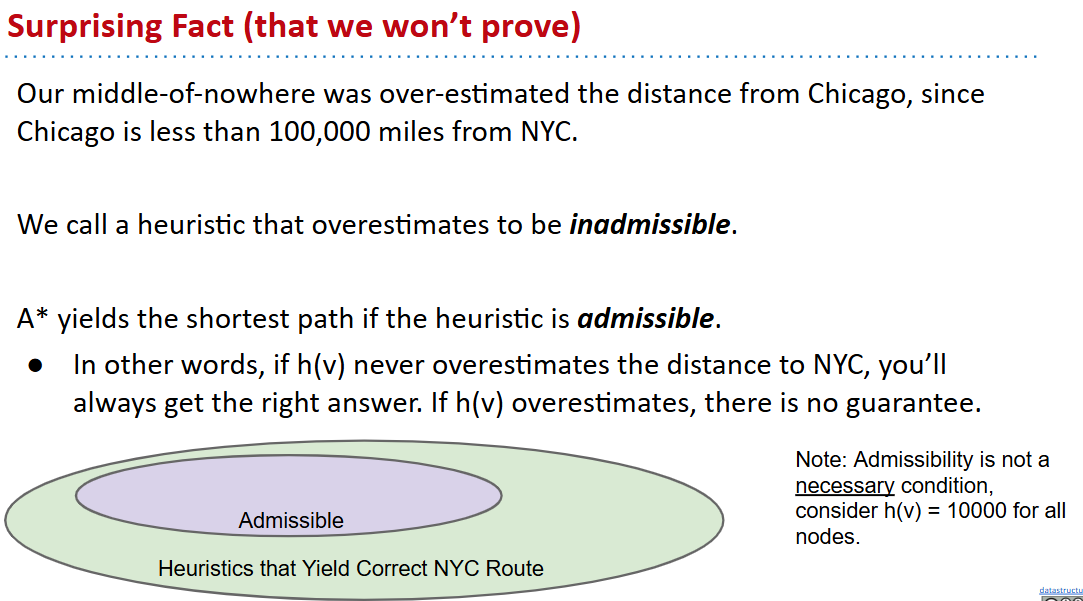 Surprising Fact (that we won’t prove)
Our middle-of-nowhere was over-estimated the distance from Chicago, since
Chicago is less than 100,000 miles from NYC.
We call a heuristic that overestimates to be inadmissible.
A* yields the shortest path if the heuristic is admissible.
● In other words, if h(v) never overestimates the distance to NYC, you’ll
always get the right answer. If h(v) overestimates, there is no guarantee.
Admissible
Heuristics that Yield Correct NYC Route
Note: Admissibility is not a
necessary condition,
consider h(v) = 10000 for all
nodes.
datastructu